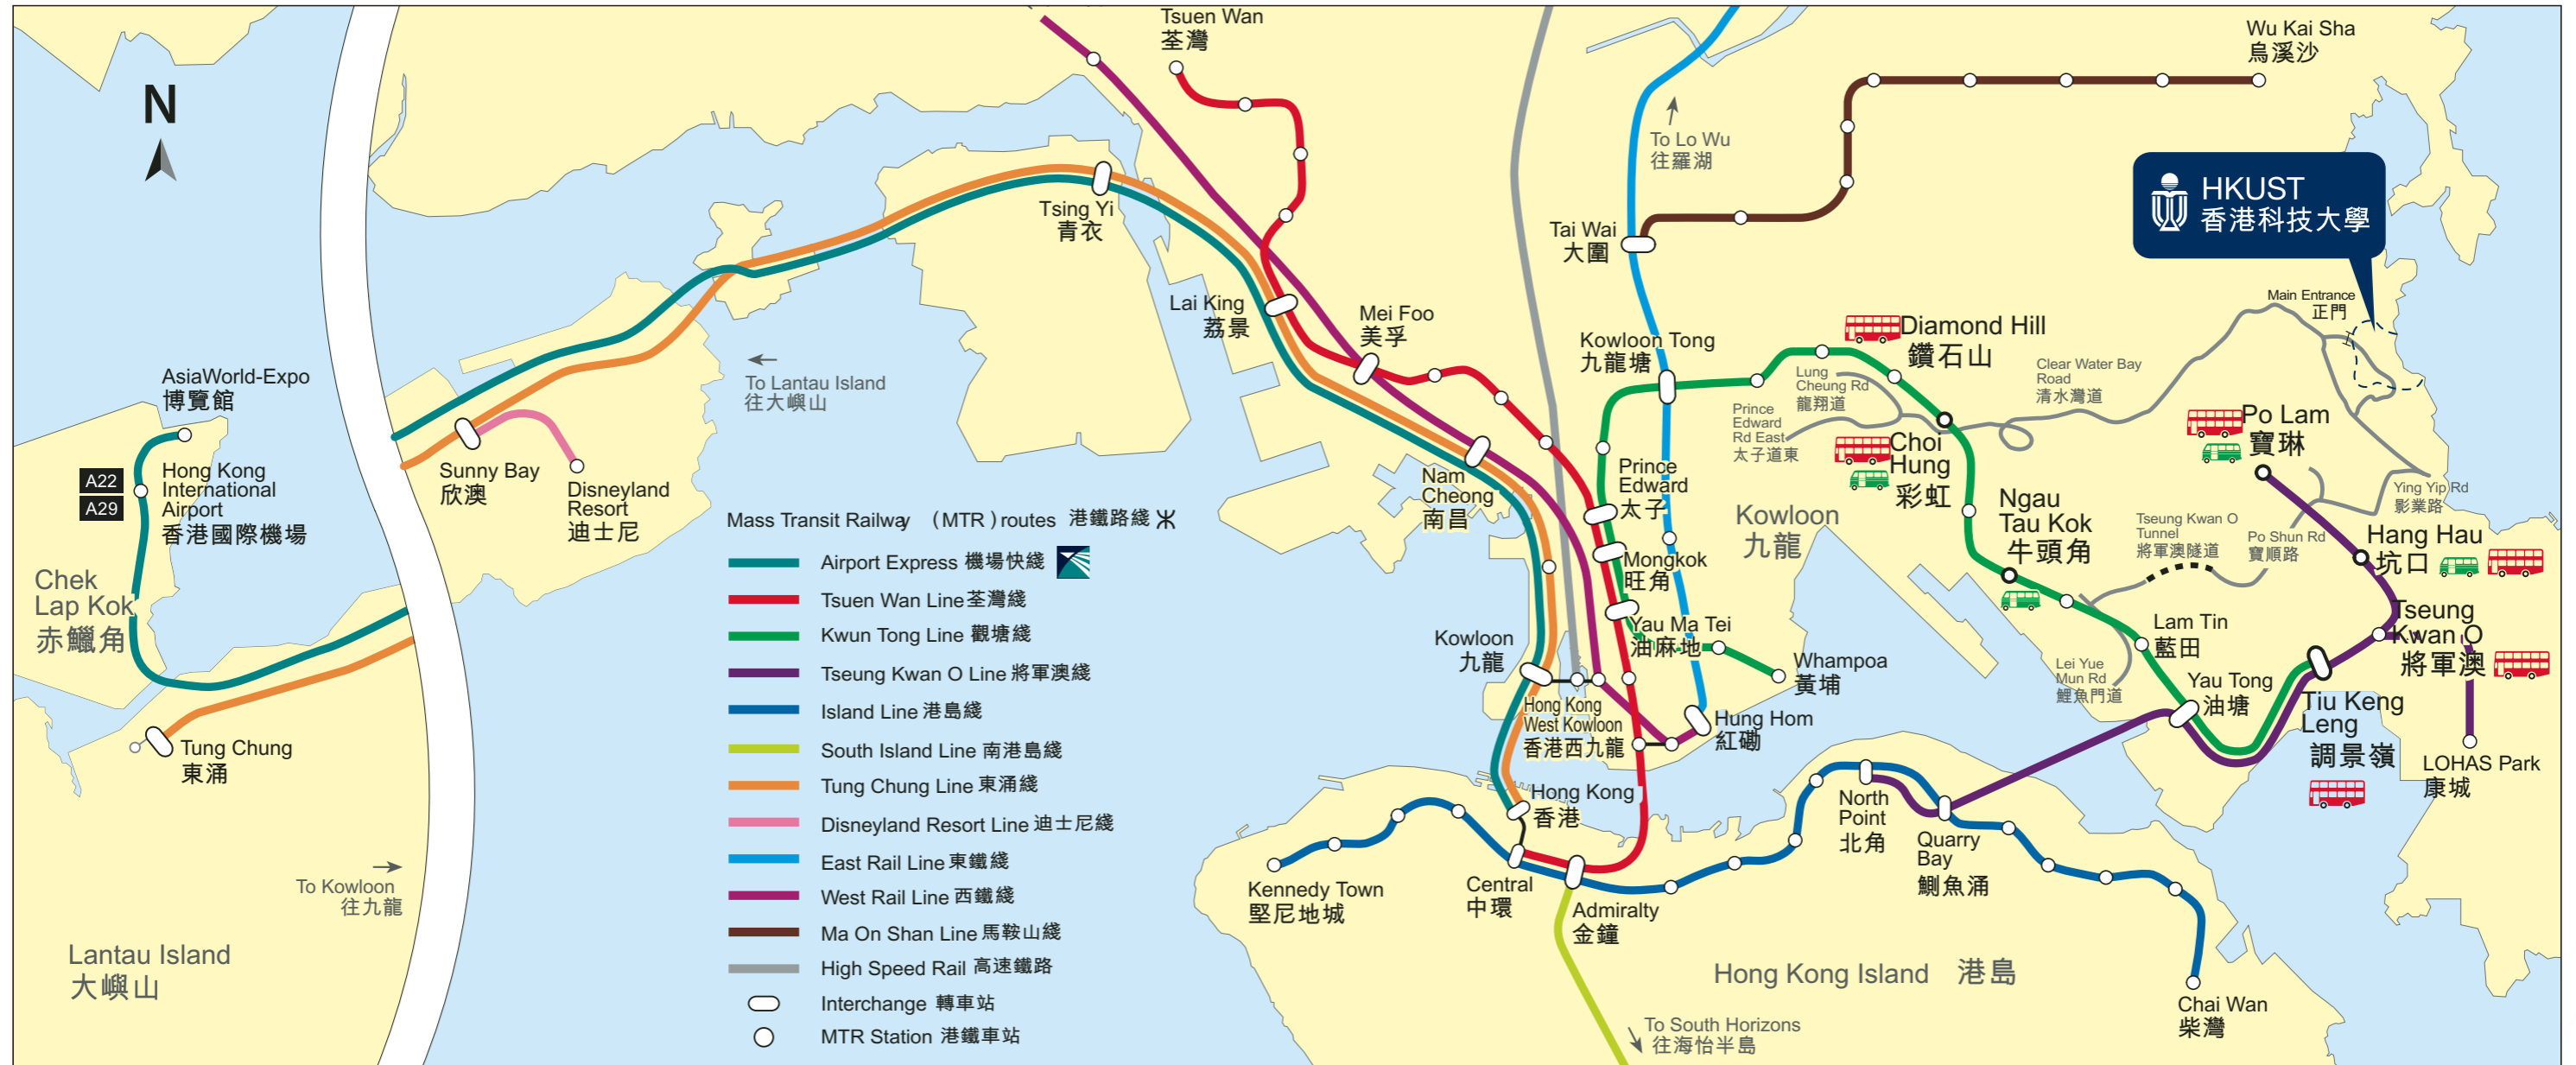 N
Tsuen Wan
荃灣
Wu Kai Sha
烏溪沙
To Lo Wu
往羅湖
HKUST
香港科技大學
Tsing Yi
青衣
Tai Wai
大圍
Main Entrance
正門
Lai King
荔景
Mei Foo
美孚
Kowloon Tong
九龍塘
Diamond Hill
鑽石山
Clear Water Bay
Road
清水灣道
Lung
Cheung Rd
龍翔道
Prince
Edward
Rd East
太子道東
To Lantau Island
往大嶼山
AsiaWorld-Expo
博覽館
A22
A29
Hong Kong
International
Airport
香港國際機場
Sunny Bay
欣澳
Disneyland
Resort
迪士尼
Choi
Hung
彩虹
Po Lam
寶琳
Nam
Cheong
南昌
Prince
Edward
太子
Kowloon
九龍
Ngau
Tau Kok
牛頭角
Tseung Kwan O
Tunnel
將軍澳隧道
Po Shun Rd
寶順路
Ying Yip Rd
影業路
Hang Hau
坑口
Mongkok
旺角
Yau Ma Tei
油麻地
Whampoa
黃埔
Kowloon
九龍
Hong Kong
West Kowloon
香港西九龍
Hung Hom
紅磡
Lei Yue
Mun Rd
鯉魚門道
Lam Tin
藍田
Yau Tong
油塘
Tseung
Kwan O
將軍澳
Tiu Keng
Leng
調景嶺
LOHAS Park
康城
Chek
Lap Kok
赤鱲角
Tung Chung
東涌
To Kowloon
往九龍
Lantau Island
大嶼山
Mass Transit Railway (MTR) routes 港鐵路綫
Airport Express 機場快綫
Tsuen Wan Line 荃灣綫
Kwun Tong Line 觀塘綫
Tseung Kwan O Line 將軍澳綫
Island Line 港島綫
South Island Line 南港島綫
Tung Chung Line 東涌綫
Disneyland Resort Line 迪士尼綫
East Rail Line 東鐵綫
West Rail Line 西鐵綫
Ma On Shan Line 馬鞍山綫
High Speed Rail 高速鐵路
Interchange 轉車站
MTR Station 港鐵車站
Hong Kong
香港
Kennedy Town
堅尼地城
Central
中環
Admiralty
金鐘
North
Point
北角
Quarry
Bay
鰂魚涌
Hong Kong Island 港島
To South Horizons
往海怡半島
Chai Wan
柴灣